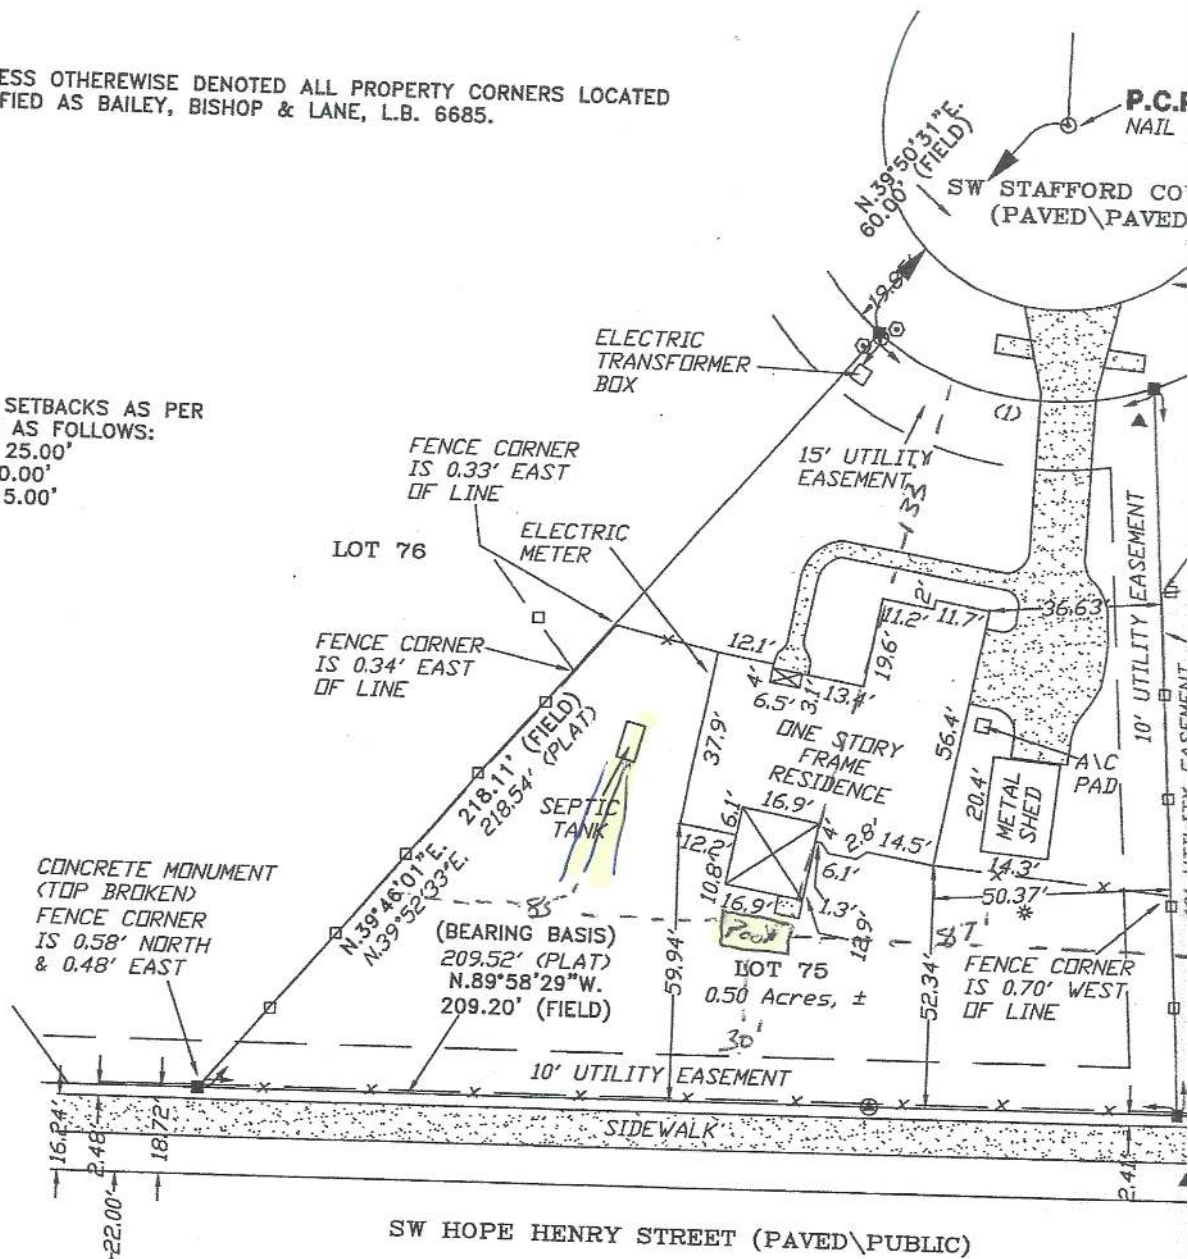 ESS OTHEREWISE DENOTED ALL PROPERTY CORNERS LOCATED
FIED AS BAILEY, BISHOP & LANE, L.B. 6685.
P.C.P
NAIL
N.39°50'31"E.
60.00' (FIELD)
SW STAFFORD CO
(PAVED\PAVED
19.85'
ELECTRIC
TRANSFORMER
BOX
(1)
SETBACKS AS PER
AS FOLLOWS:
25.00'
0.00'
5.00'
15' UTILITY
EASEMENT
33
FENCE CORNER
IS 0.33' EAST
OF LINE
LOT 76
ELECTRIC
METER
10' UTILITY EASEMENT
2'
11.2'
11.7'
36.63'
19.6'
12.1'
4'
6.5'
3.1'
13.4'
FENCE CORNER
IS 0.34' EAST
OF LINE
37.9'
ONE STORY
FRAME
RESIDENCE
56.4'
A\C
PAD
218.11' (FIELD)
218.54' (PLAT)
N.39°46'01"E.
N.39°52'33"E.
SEPTIC
TANK
16.9'
6.1'
4'
2.8'
14.5'
20.4'
METAL
SHED
14.3'
12.2'
10.8'
6.1'
16.9'
1.3'
12.9'
50.37'
CONCRETE MONUMENT
(TOP BROKEN)
FENCE CORNER
IS 0.58' NORTH
& 0.48' EAST
85
Pool
87
(BEARING BASIS)
209.52' (PLAT)
N.89°58'29"W.
209.20' (FIELD)
59.94'
LOT 75
0.50 Acres, ±
30'
52.34'
FENCE CORNER
IS 0.70' WEST
OF LINE
UTILITY EASEMENT
10' UTILITY EASEMENT
SIDEWALK
16.24'
2.48'
18.72'
22.00'
2.41'
SW HOPE HENRY STREET (PAVED\PUBLIC)